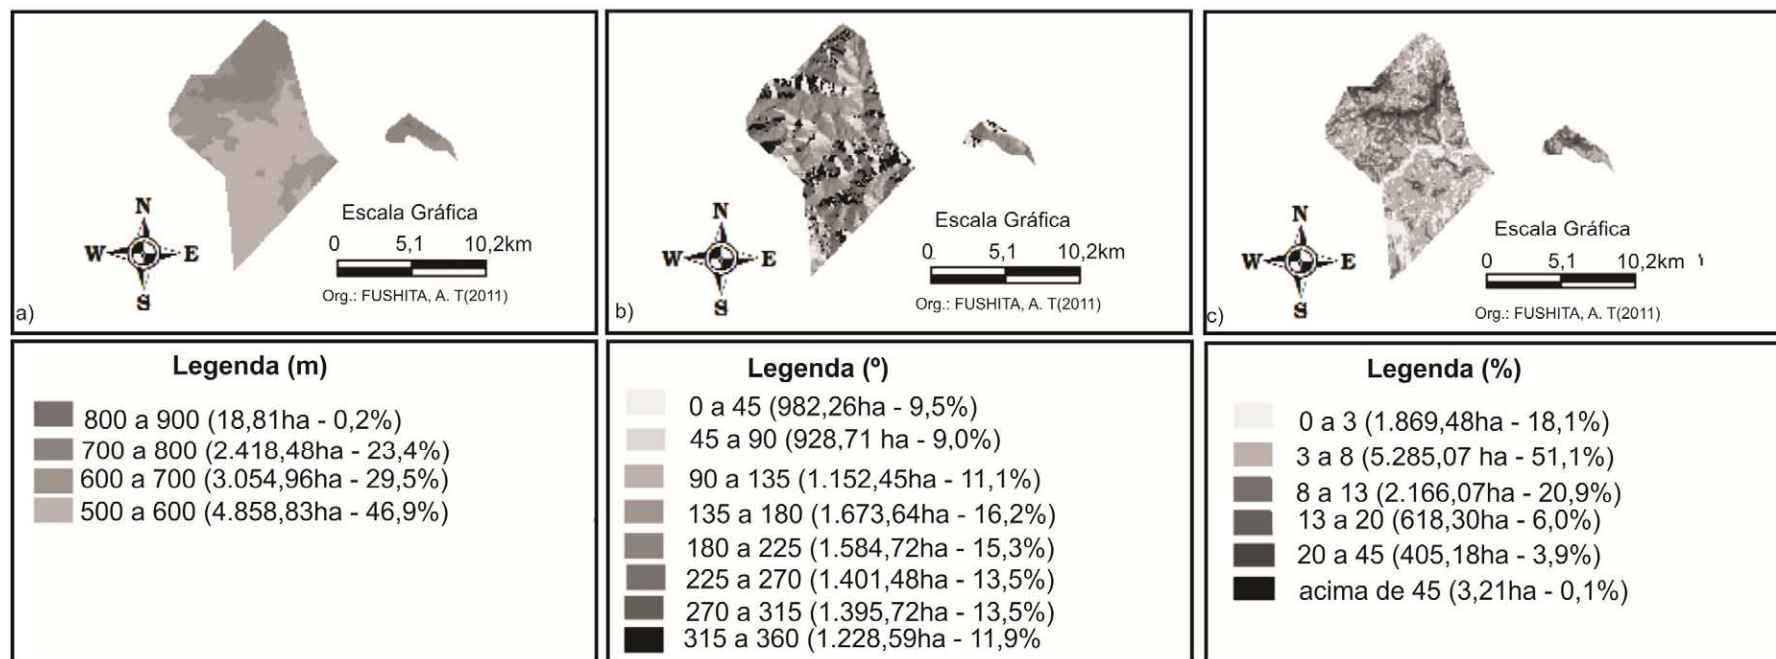 N
W E
S
Escala Gráfica
0 5,1 10,2km
Org.: FUSHITA, A. T(2011)
a)
N
W E
S
Escala Gráfica
0 5,1 10,2km
Org.: FUSHITA, A. T(2011)
b)
N
W E
S
Escala Gráfica
0 5,1 10,2km
Org.: FUSHITA, A. T(2011)
c)
Legenda (m)
800 a 900 (18,81ha - 0,2%)
700 a 800 (2.418,48ha - 23,4%)
600 a 700 (3.054,96ha - 29,5%)
500 a 600 (4.858,83ha - 46,9%)
Legenda (º)
0 a 45 (982,26ha - 9,5%)
45 a 90 (928,71 ha - 9,0%)
90 a 135 (1.152,45ha - 11,1%)
135 a 180 (1.673,64ha - 16,2%)
180 a 225 (1.584,72ha - 15,3%)
225 a 270 (1.401,48ha - 13,5%)
270 a 315 (1.395,72ha - 13,5%)
315 a 360 (1.228,59ha - 11,9%
Legenda (%)
0 a 3 (1.869,48ha - 18,1%)
3 a 8 (5.285,07 ha - 51,1%)
8 a 13 (2.166,07ha - 20,9%)
13 a 20 (618,30ha - 6,0%)
20 a 45 (405,18ha - 3,9%)
acima de 45 (3,21ha - 0,1%)